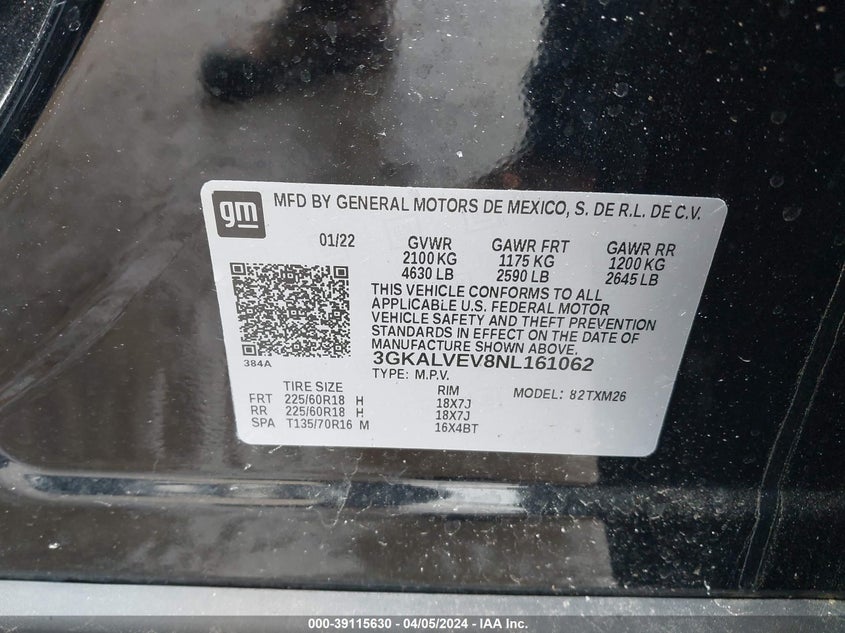 gm MFD BY GENERAL MOTORS DE MEXICO, S. DE R.L. DE C.V.
01/22 GVWR GAWR FRT GAWR RR
2100 KG 1175 KG 1200 KG
4630 LB 2590 LB 2645 LB
THIS VEHICLE CONFORMS TO ALL
APPLICABLE U.S. FEDERAL MOTOR
VEHICLE SAFETY AND THEFT PREVENTION
STANDARDS IN EFFECT ON THE DATE OF
MANUFACTURE SHOWN ABOVE.
384A
3GKALVEV8NL161062
TYPE: M.P.V.
TIRE SIZE RIM MODEL: 82TXM26
FRT 225/60R18 H 18X7J
RR 225/60R18 H 18X7J
SPA T135/70R16 M 16X4BT
000-39115630 - 04/05/2024 - IAA Inc.